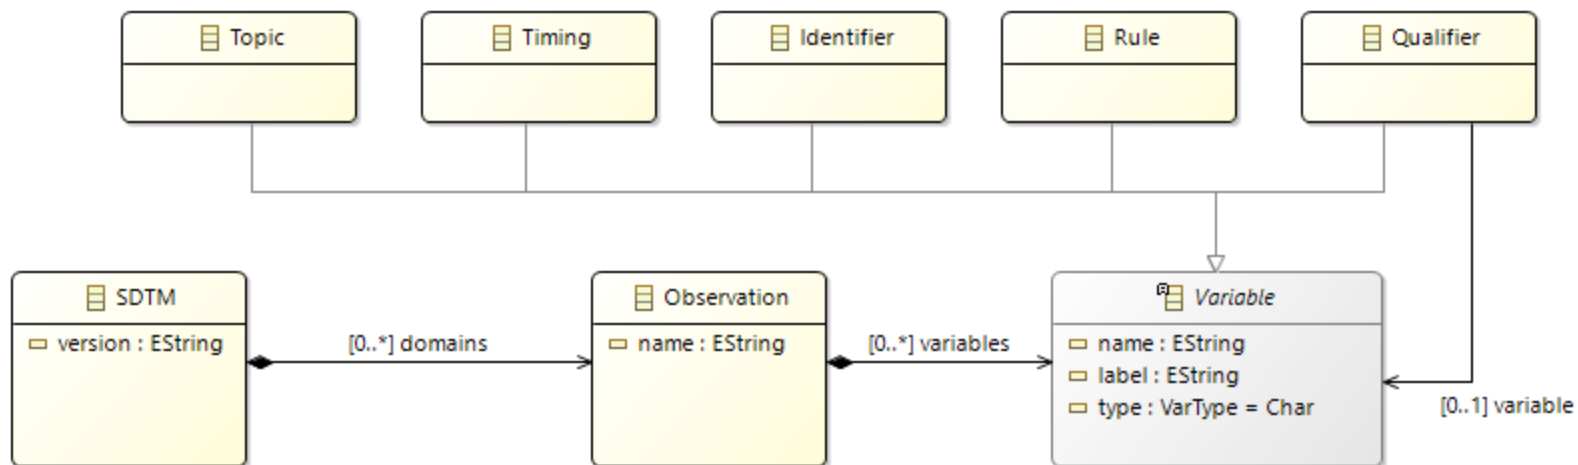 Topic
Timing
Identifier
Rule
Qualifier
SDTM
version : EString
[0..*] domains
Observation
name : EString
[0..*] variables
Variable
name : EString
label : EString
type : VarType = Char
[0..1] variable